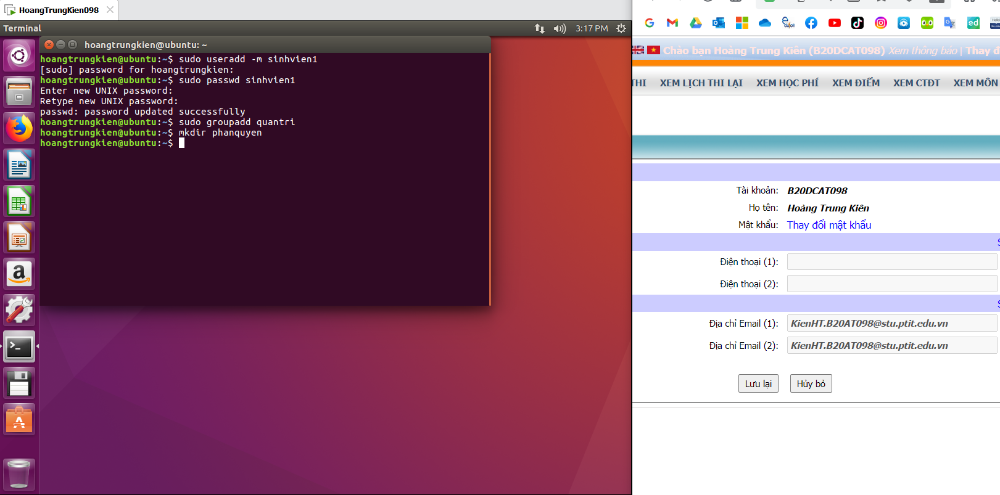 HoangTrungKien098
Terminal
3:17 PM
hoangtrungkien@ubuntu: ~
hoangtrungkien@ubuntu:~$ sudo useradd -m sinhvien1
[sudo] password for hoangtrungkien:
hoangtrungkien@ubuntu:~$ sudo passwd sinhvien1
Enter new UNIX password:
Retype new UNIX password:
passwd: password updated successfully
hoangtrungkien@ubuntu:~$ sudo groupadd quantri
hoangtrungkien@ubuntu:~$ mkdir phanquyen
hoangtrungkien@ubuntu:~$
Chào bạn Hoàng Trung Kiên (B20DCAT098) Xem thông báo | Thay đ
THI XEM LỊCH THI LẠI XEM HỌC PHÍ XEM ĐIỂM XEM CTĐT XEM MÔN
Tài khoản: B20DCAT098
Họ tên: Hoàng Trung Kiên
Mật khẩu: Thay đổi mật khẩu
Điện thoại (1):
Điện thoại (2):
Địa chỉ Email (1): KienHT.B20AT098@stu.ptit.edu.vn
Địa chỉ Email (2): KienHT.B20AT098@stu.ptit.edu.vn
Lưu lại Hủy bỏ